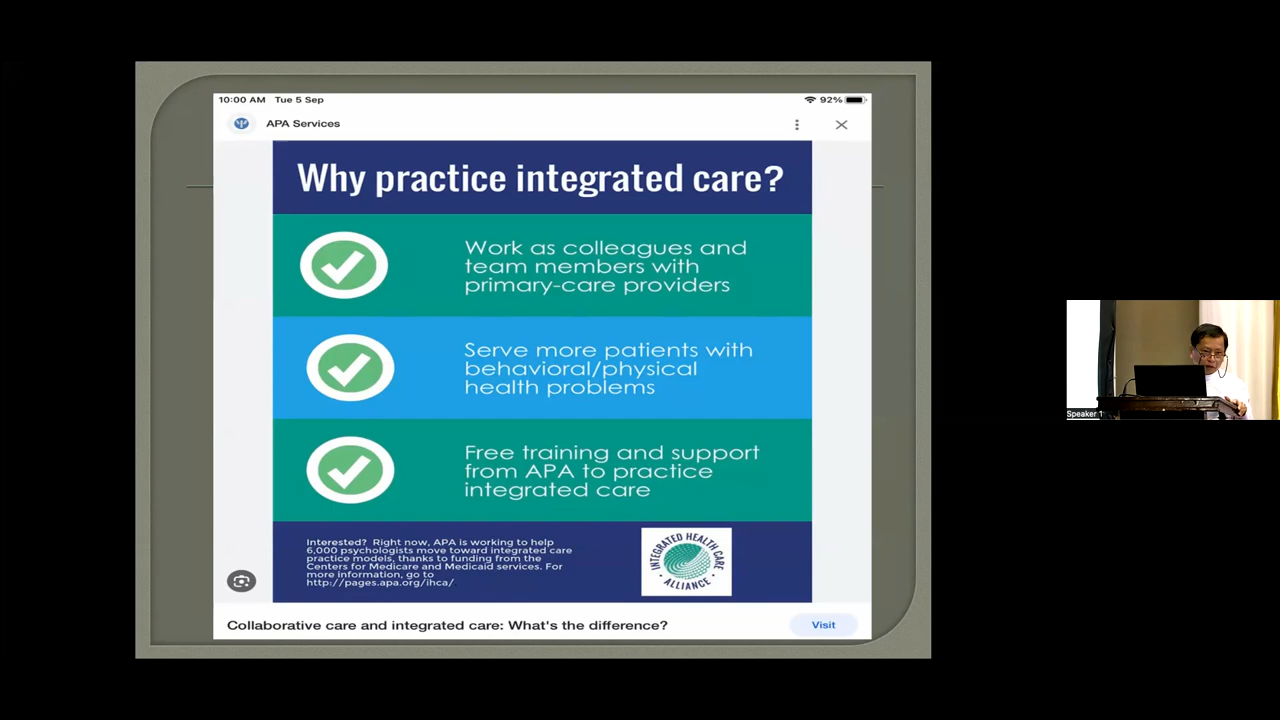 10:00 AM Tue 5 Sep
92%
APA Services
Why practice integrated care?
Work as colleagues and
team members with
primary-care providers
Serve more patients with
behavioral/physical
health problems
Free training and support
from APA to practice
integrated care
Interested? Right now, APA is working to help
6,000 psychologists move toward integrated care
practice models, thanks to funding from the
Centers for Medicare and Medicaid services. For
more information, go to
http://pages.apa.org/ihca/
INTEGRATED HEALTH CARE
• ALLIANCE •
Collaborative care and integrated care: What's the difference?
Visit
Speaker 1